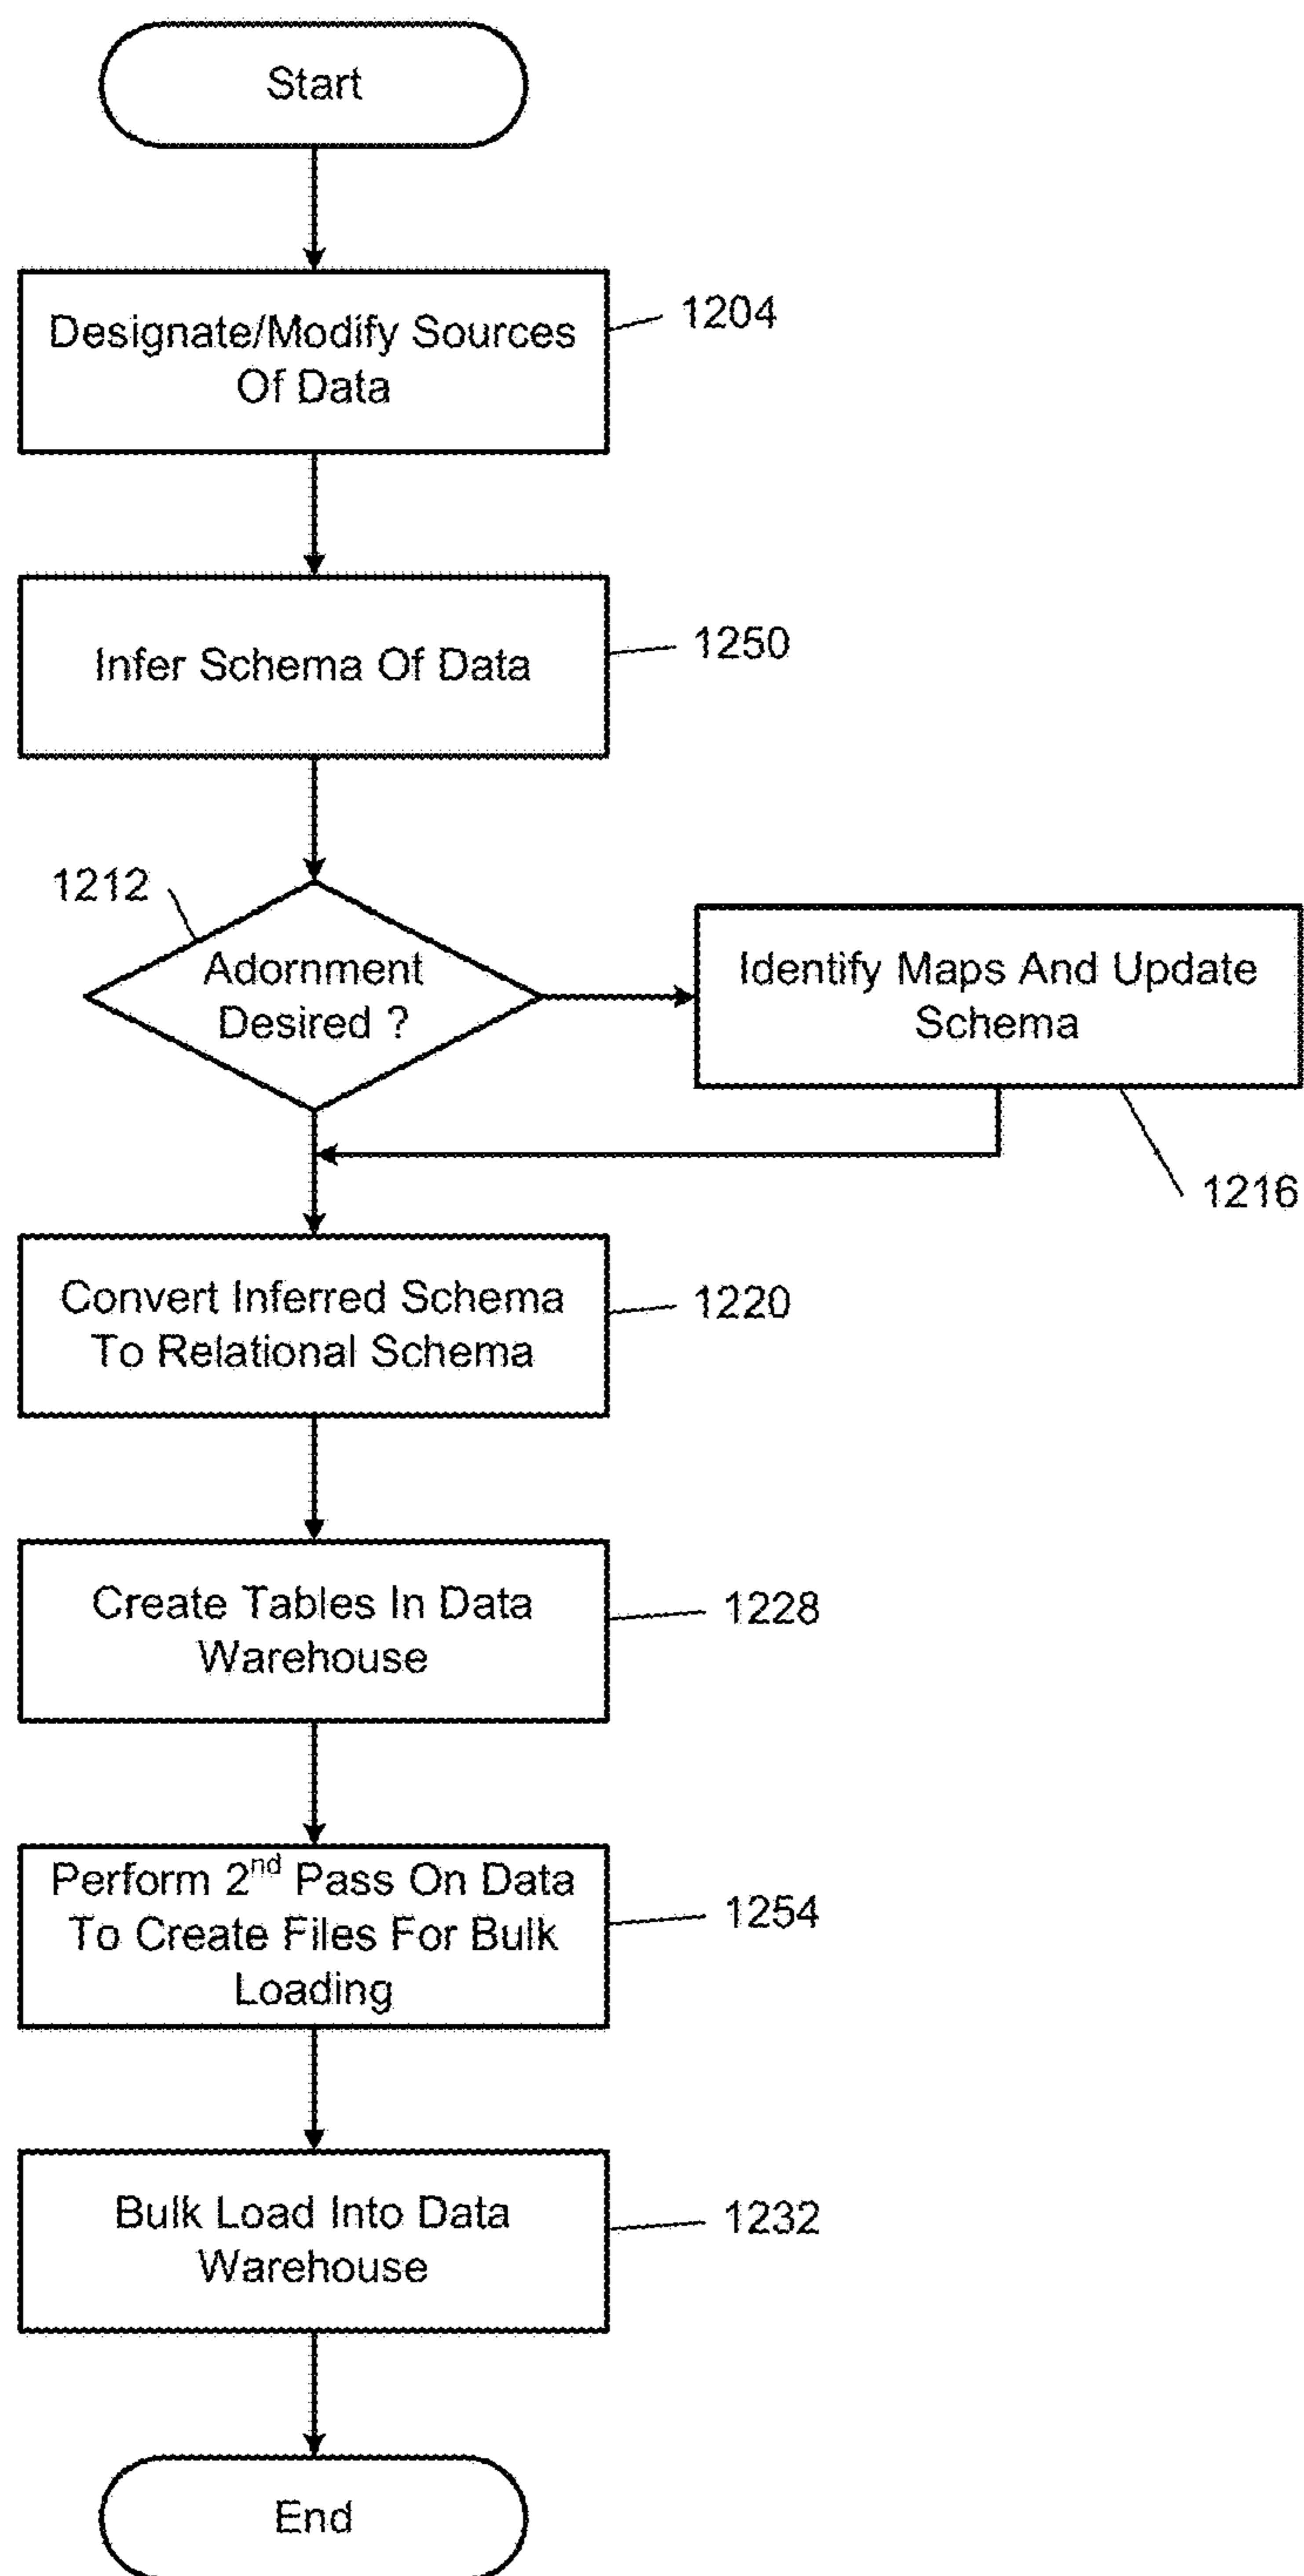 Start
Designate/Modify Sources
Of Data
1204
Infer Schema Of Data
1250
1212
Adornment
Desired ?
Identify Maps And Update
Schema
1216
Convert Inferred Schema
To Relational Schema
1220
Create Tables In Data
Warehouse
1228
Perform 2nd Pass On Data
To Create Files For Bulk
Loading
1254
Bulk Load Into Data
Warehouse
1232
End